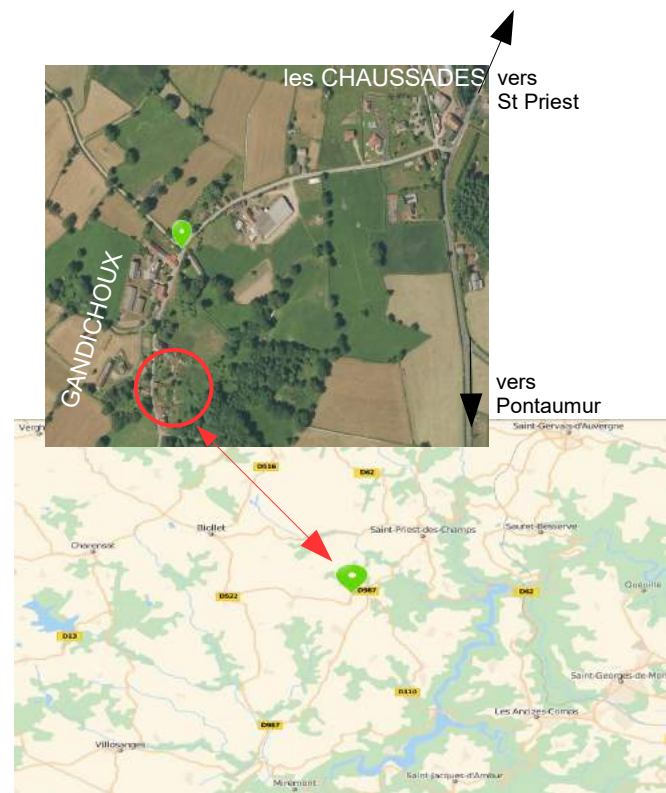 les CHAUSSADES
vers
St Priest
GANDICHOUX
vers
Pontaumur
Vergh
Saint-Gervais-d'Auvergne
D516
D62
Biollet
Saint-Priest-des-Champs
Sauret-Besserve
Charensat
D987
D522
D62
Queuille
D13
Saint-Georges-de-Mon
D110
Les Ancizes-Comps
D987
Villosanges
Miremont
Saint-Jacques-d'Ambur